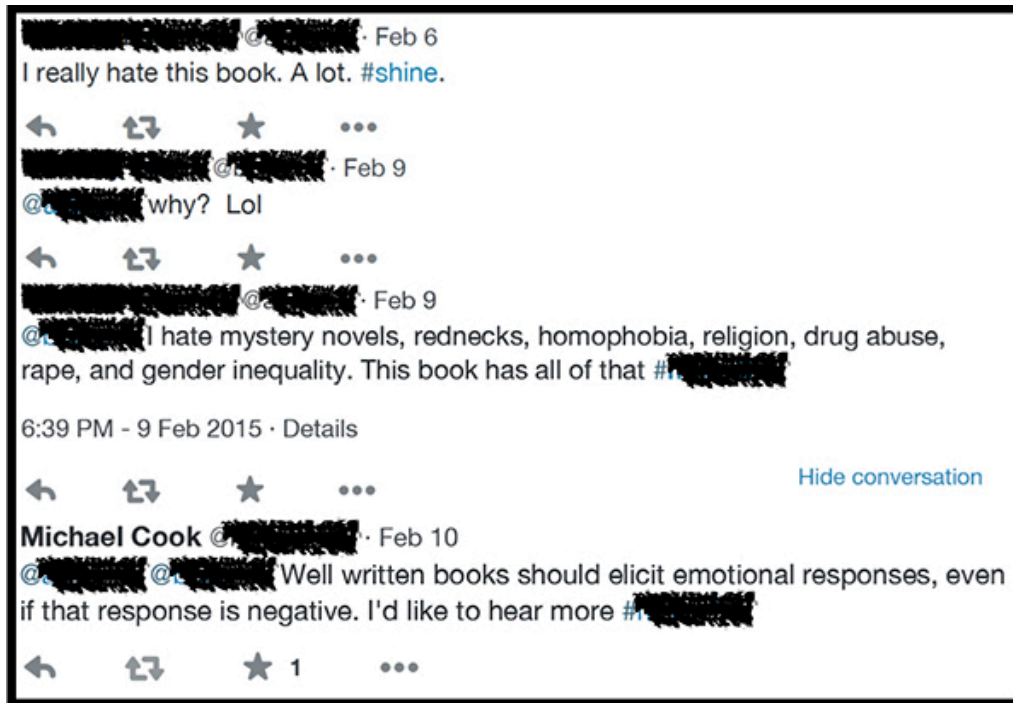 @ · Feb 6
I really hate this book. A lot. #shine.
@ · Feb 9
@ why? Lol
@ · Feb 9
@ I hate mystery novels, rednecks, homophobia, religion, drug abuse,
rape, and gender inequality. This book has all of that #
6:39 PM - 9 Feb 2015 · Details
Hide conversation
Michael Cook @ · Feb 10
@ @ Well written books should elicit emotional responses, even
if that response is negative. I'd like to hear more #
1